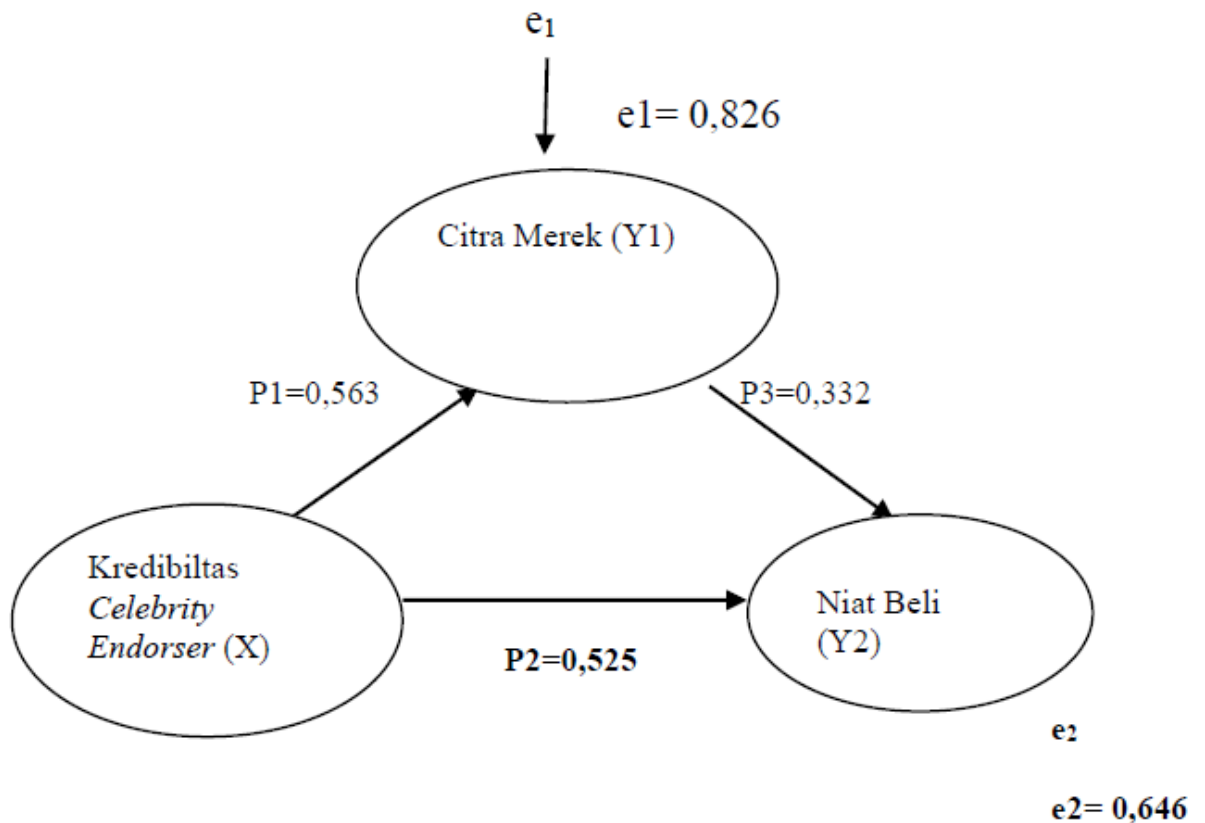 e₁
e1= 0,826
Citra Merek (Y1)
P1=0,563
P3=0,332
Kredibiltas
Celebrity
Endorser (X)
Niat Beli
(Y2)
P2=0,525
e₂
e2= 0,646